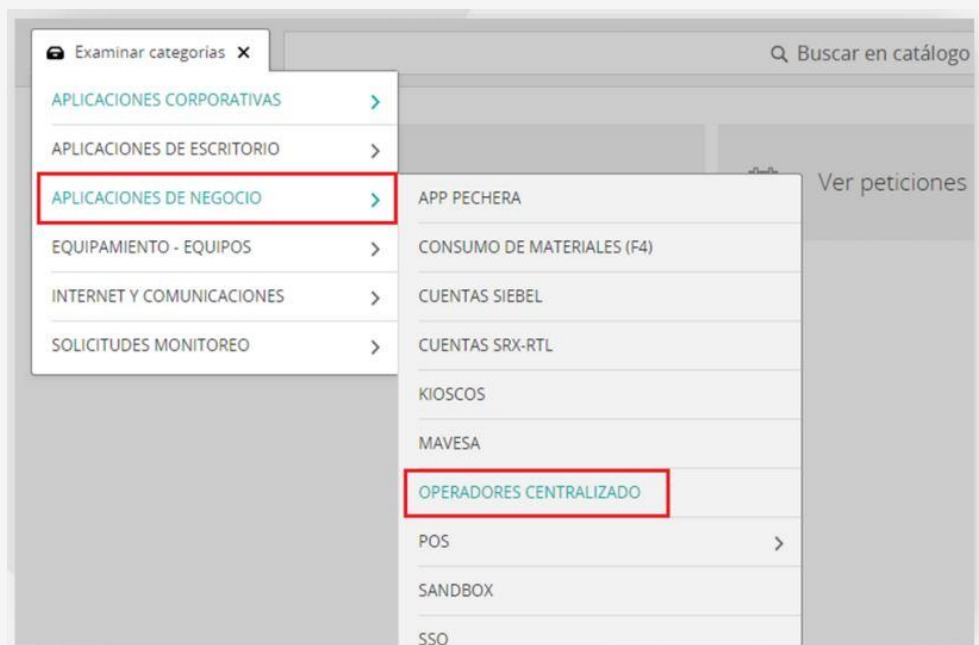 Examinar categorías X
Buscar en catálogo
APLICACIONES CORPORATIVAS
APLICACIONES DE ESCRITORIO
APLICACIONES DE NEGOCIO
EQUIPAMIENTO - EQUIPOS
INTERNET Y COMUNICACIONES
SOLICITUDES MONITOREO
Ver peticiones
APP PECHERA
CONSUMO DE MATERIALES (F4)
CUENTAS SIEBEL
CUENTAS SRX-RTL
KIOSCOS
MAVESA
OPERADORES CENTRALIZADO
POS
SANDBOX
SSO